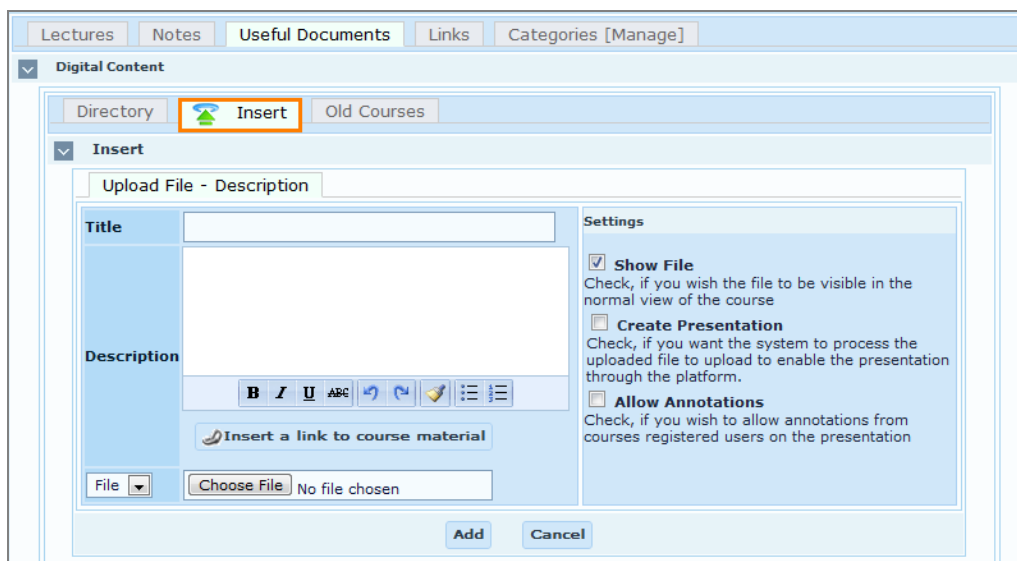 Lectures Notes Useful Documents Links Categories [Manage]
Digital Content
Directory Insert Old Courses
Insert
Upload File - Description
Title
Description
B I U ABC
Insert a link to course material
File Choose File No file chosen
Settings
Show File
Check, if you wish the file to be visible in the
normal view of the course
Create Presentation
Check, if you want the system to process the
uploaded file to upload to enable the presentation
through the platform.
Allow Annotations
Check, if you wish to allow annotations from
courses registered users on the presentation
Add Cancel